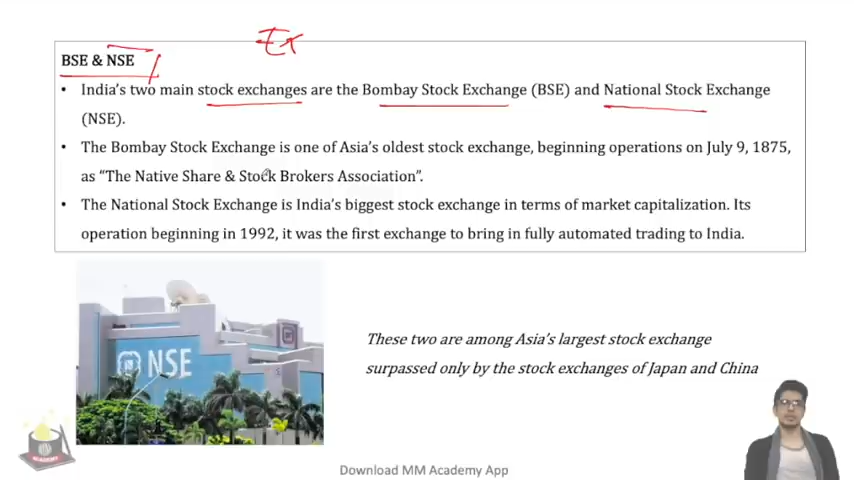 Ex
BSE & NSE
• India's two main stock exchanges are the Bombay Stock Exchange (BSE) and National Stock Exchange
(NSE).
• The Bombay Stock Exchange is one of Asia's oldest stock exchange, beginning operations on July 9, 1875,
as “The Native Share & Stock Brokers Association”.
• The National Stock Exchange is India's biggest stock exchange in terms of market capitalization. Its
operation beginning in 1992, it was the first exchange to bring in fully automated trading to India.
NSE
These two are among Asia's largest stock exchange
surpassed only by the stock exchanges of Japan and China
ACADEMY
Download MM Academy App